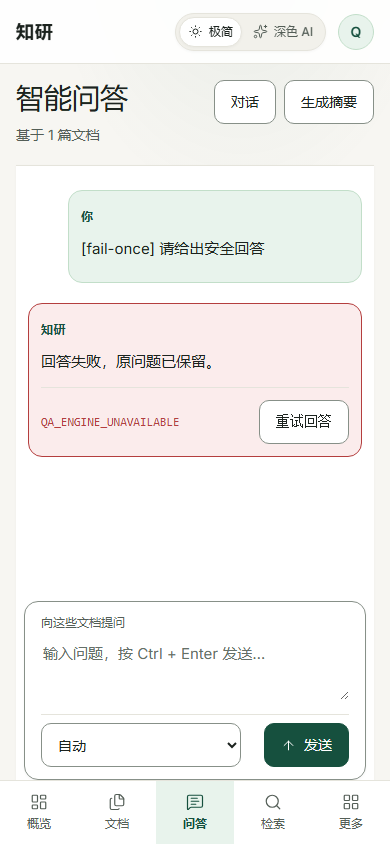 知研
极简
深色 AI
Q
智能问答
对话
生成摘要
基于 1 篇文档
你
[fail-once] 请给出安全回答
知研
回答失败，原问题已保留。
QA_ENGINE_UNAVAILABLE
重试回答
向这些文档提问
输入问题，按 Ctrl + Enter 发送...
自动
发送
概览
文档
问答
检索
更多